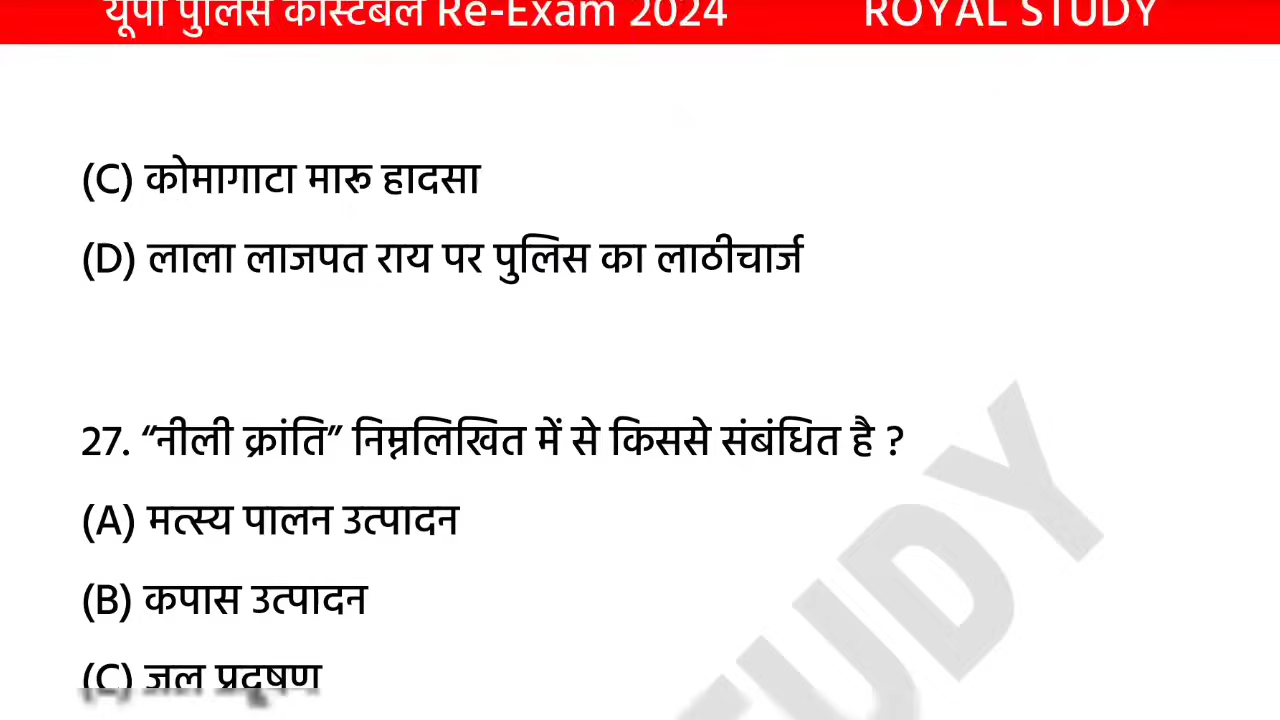 यूपी पुलिस कांस्टेबल Re-Exam 2024 ROYAL STUDY
(C) कोमागाटा मारू हादसा
(D) लाला लाजपत राय पर पुलिस का लाठीचार्ज
27. “नीली क्रांति” निम्नलिखित में से किससे संबंधित है ?
(A) मत्स्य पालन उत्पादन
(B) कपास उत्पादन
(C) जल प्रदूषण
TUDY